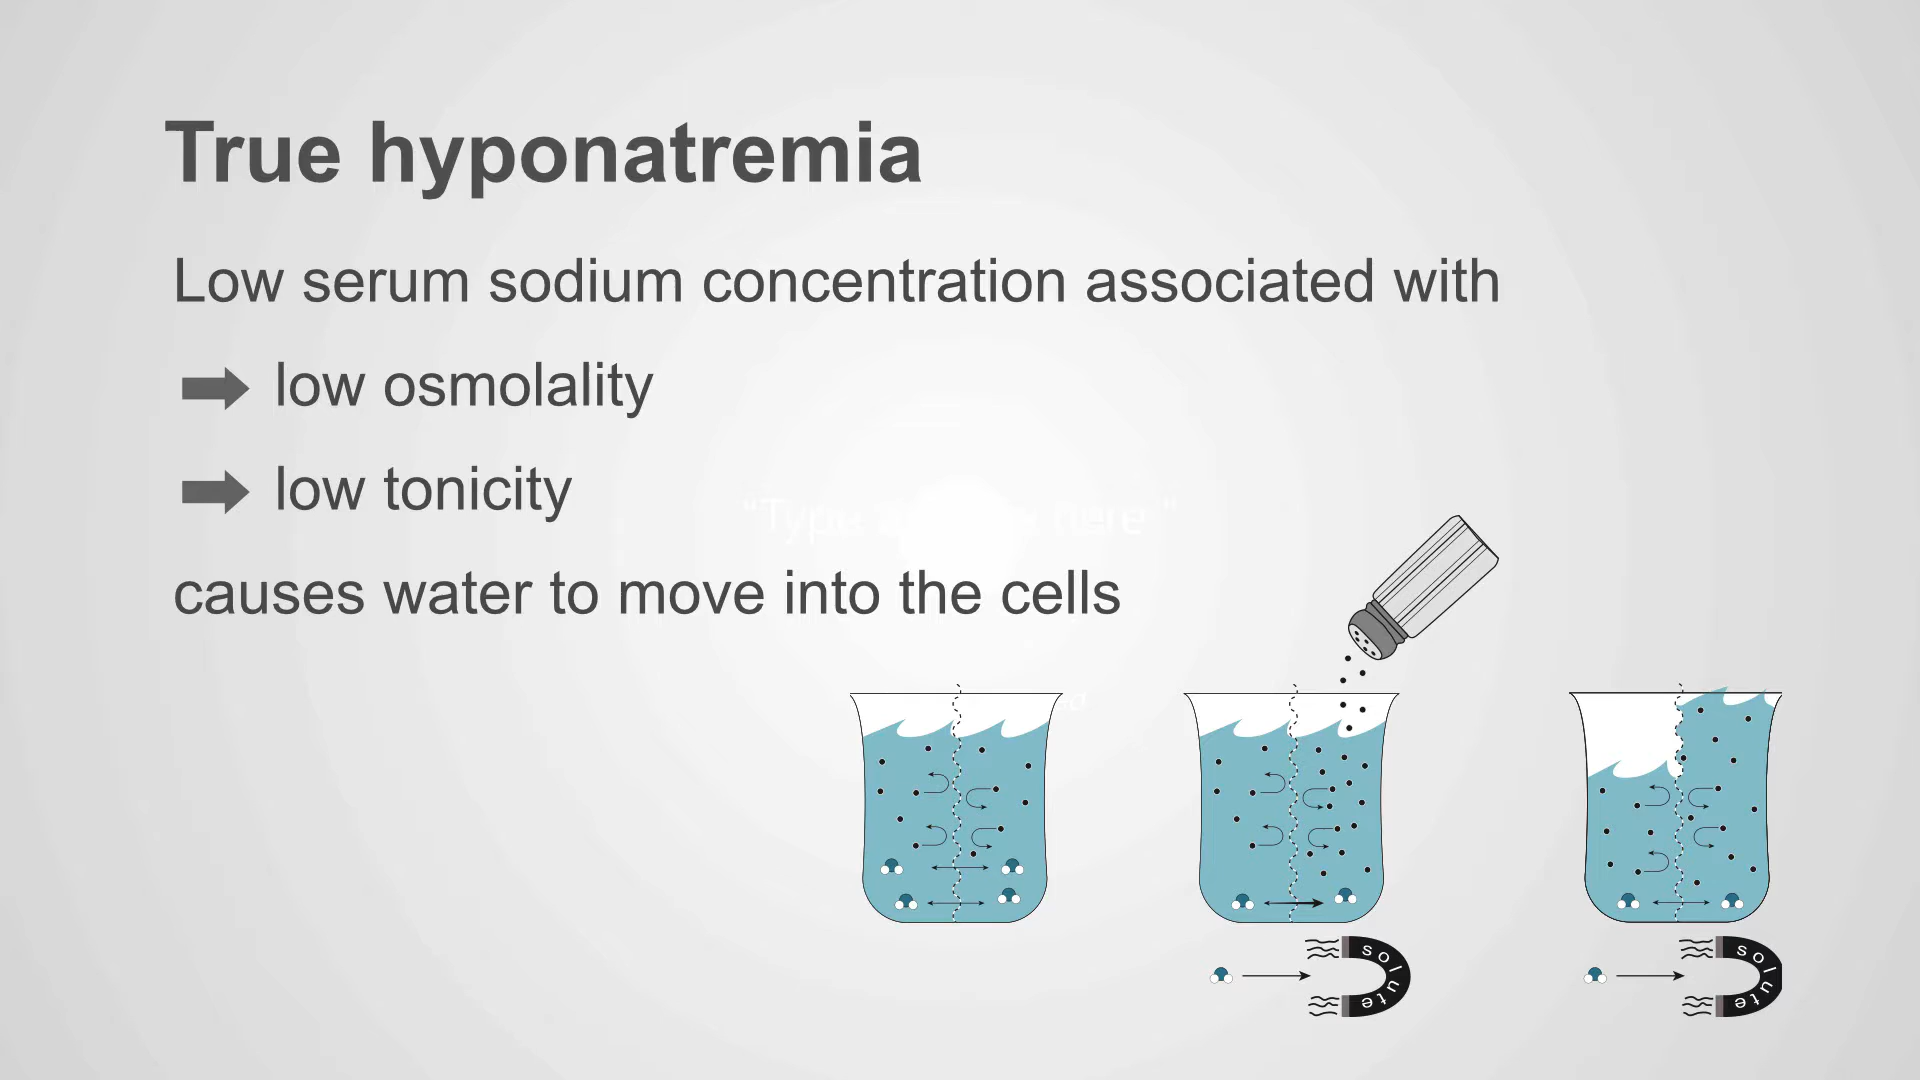 True hyponatremia
Low serum sodium concentration associated with
low osmolality
low tonicity
causes water to move into the cells
solute
solute